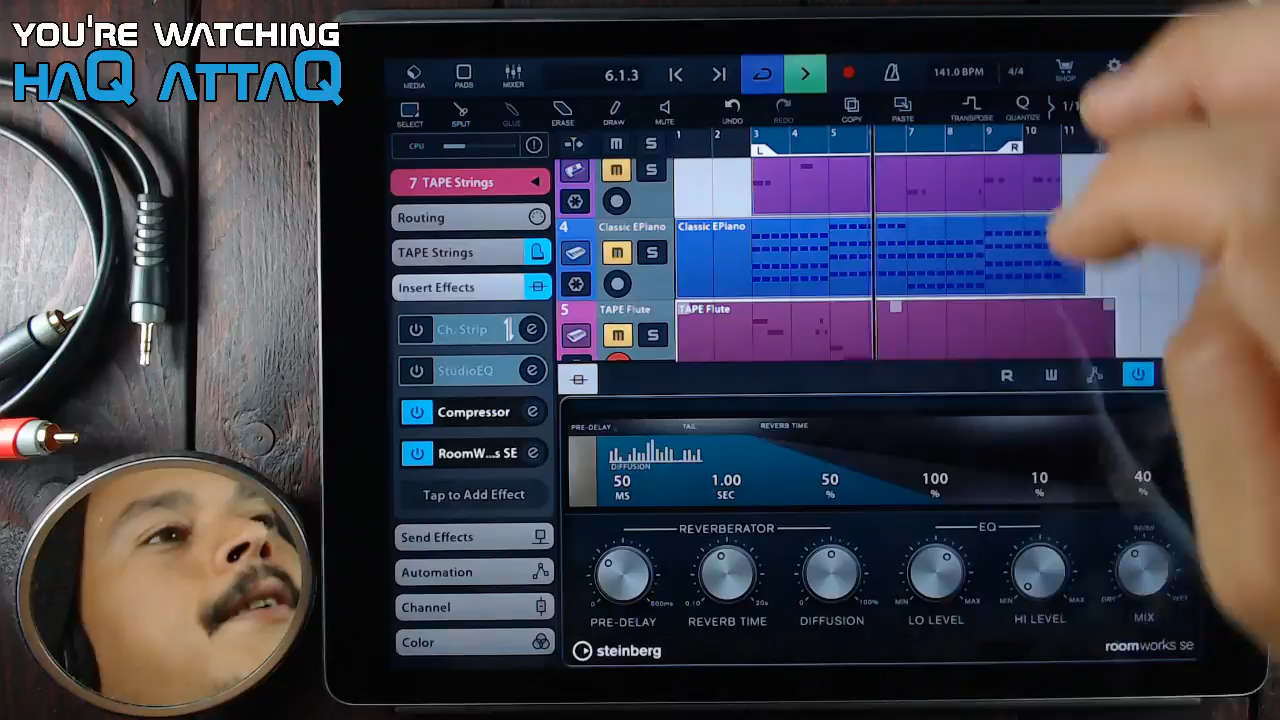 YOU'RE WATCHING
HAQ ATTAQ
MEDIA
PADS
MIXER
6.1.3
141.0 BPM
4/4
SHOP
SELECT
SPLIT
GLUE
ERASE
DRAW
MUTE
UNDO
REDO
COPY
PASTE
TRANSPOSE
QUANTIZE
CPU
M
S
1
2
3
4
5
7
8
9
10
11
L
R
7 TAPE Strings
m
S
Routing
4
Classic EPiano
Classic EPiano
TAPE Strings
m
S
Insert Effects
5
TAPE Flute
TAPE Flute
Ch. Strip
e
m
S
StudioEQ
e
R
W
Compressor
e
PRE-DELAY
TAIL
REVERB TIME
RoomW...s SE
e
DIFFUSION
50
1.00
50
100
10
40
MS
SEC
%
%
%
%
Tap to Add Effect
Send Effects
REVERBERATOR
EQ
Automation
0
500ms
0.10
20s
0
100%
MIN
MAX
MIN
MAX
DRY
WET
Channel
PRE-DELAY
REVERB TIME
DIFFUSION
LO LEVEL
HI LEVEL
MIX
Color
steinberg
roomworks se